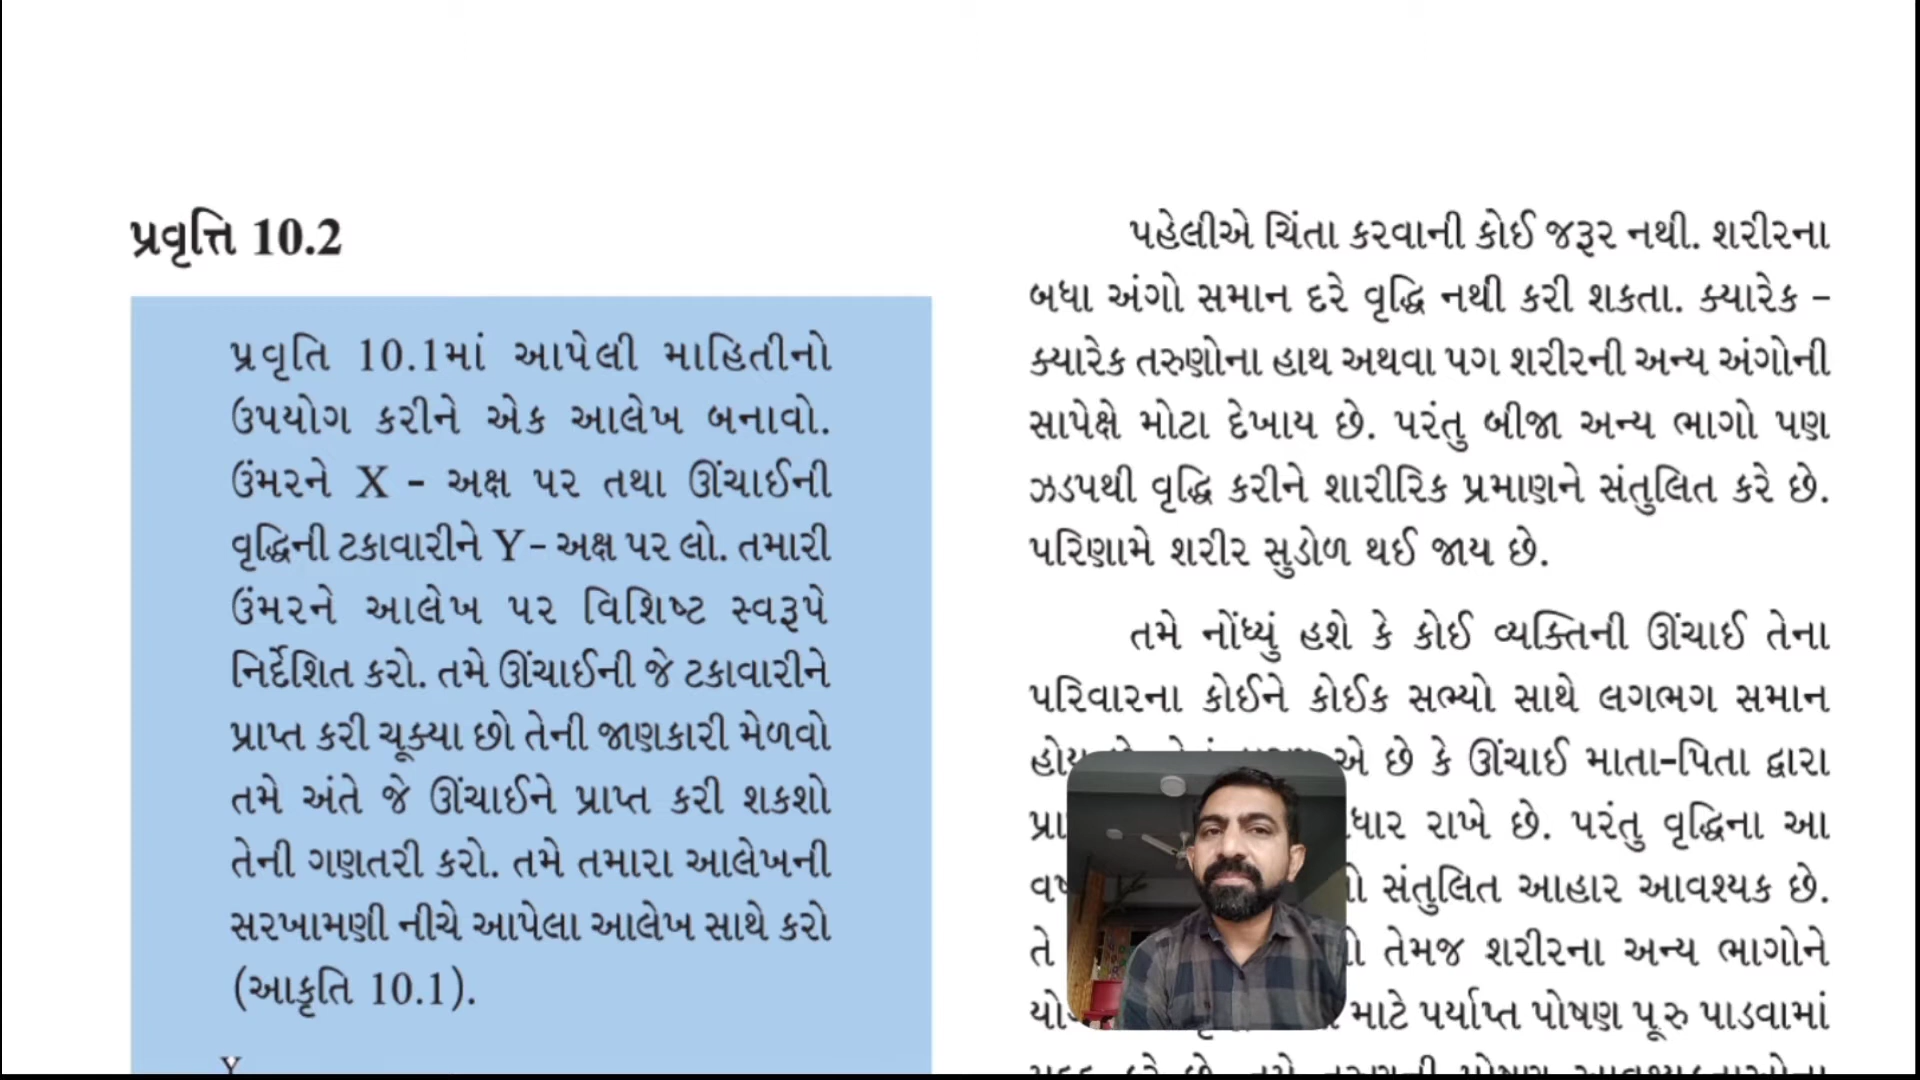 પ્રવૃત્તિ 10.2
પ્રવૃતિ 10.1માં આપેલી માહિતીનો
ઉપયોગ કરીને એક આલેખ બનાવો.
ઉંમરને X - અક્ષ પર તથા ઊંચાઈની
વૃદ્ધિની ટકાવારીને Y - અક્ષ પર લો. તમારી
ઉંમરને આલેખ પર વિશિષ્ટ સ્વરૂપે
નિર્દેશિત કરો. તમે ઊંચાઈની જે ટકાવારીને
પ્રાપ્ત કરી ચૂક્યા છો તેની જાણકારી મેળવો
તમે અંતે જે ઊંચાઈને પ્રાપ્ત કરી શકશો
તેની ગણતરી કરો. તમે તમારા આલેખની
સરખામણી નીચે આપેલા આલેખ સાથે કરો
(આકૃતિ 10.1).
Y
પહેલીએ ચિંતા કરવાની કોઈ જરૂર નથી. શરીરના
બધા અંગો સમાન દરે વૃદ્ધિ નથી કરી શકતા. ક્યારેક –
ક્યારેક તરુણોના હાથ અથવા પગ શરીરની અન્ય અંગોની
સાપેક્ષે મોટા દેખાય છે. પરંતુ બીજા અન્ય ભાગો પણ
ઝડપથી વૃદ્ધિ કરીને શારીરિક પ્રમાણને સંતુલિત કરે છે.
પરિણામે શરીર સુડોળ થઈ જાય છે.
તમે નોંધ્યું હશે કે કોઈ વ્યક્તિની ઊંચાઈ તેના
પરિવારના કોઈને કોઈક સભ્યો સાથે લગભગ સમાન
એ છે કે ઊંચાઈ માતા-પિતા દ્વારા
રાખે છે. પરંતુ વૃદ્ધિના આ
સંતુલિત આહાર આવશ્યક છે.
તે તેમજ શરીરના અન્ય ભાગોને
માટે પર્યાપ્ત પોષણ પૂરુ પાડવામાં